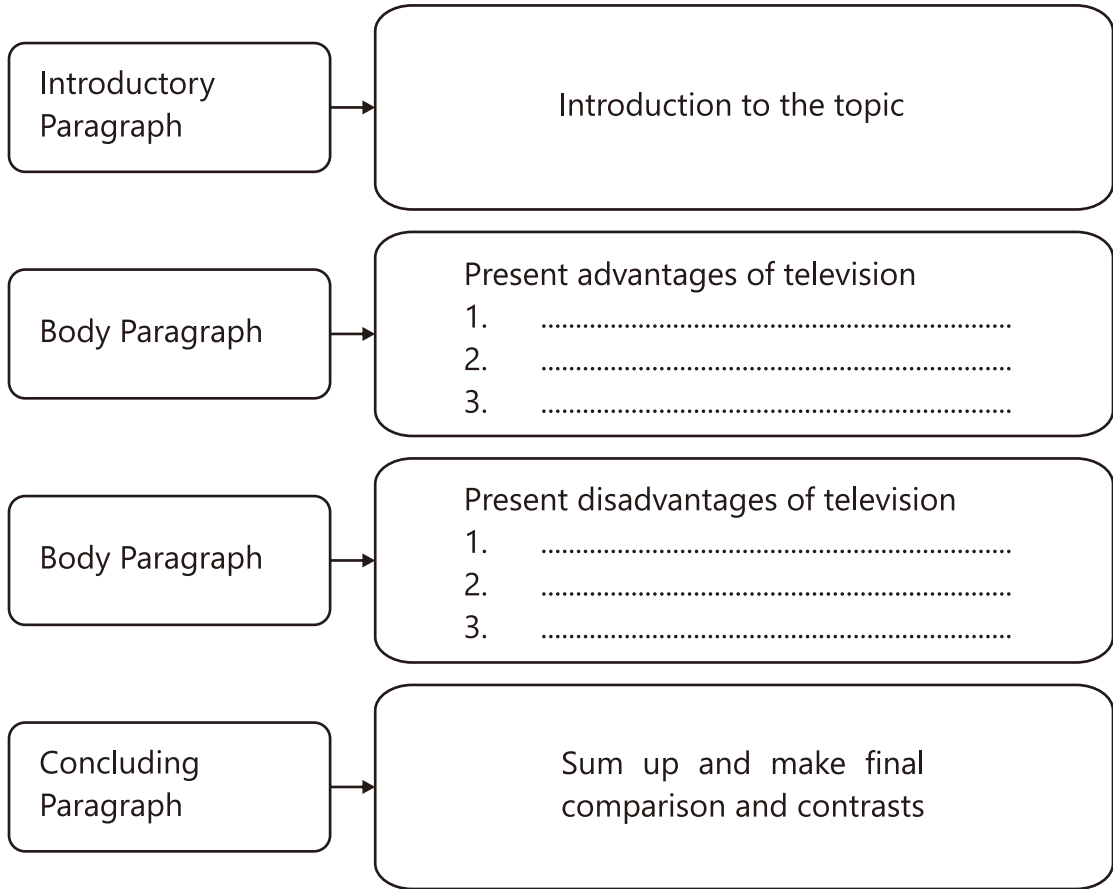 Introductory
Paragraph
Introduction to the topic
Body Paragraph
Present advantages of television
1. ....................................................................
2. ....................................................................
3. ....................................................................
Body Paragraph
Present disadvantages of television
1. ....................................................................
2. ....................................................................
3. ....................................................................
Concluding
Paragraph
Sum up and make final
comparison and contrasts